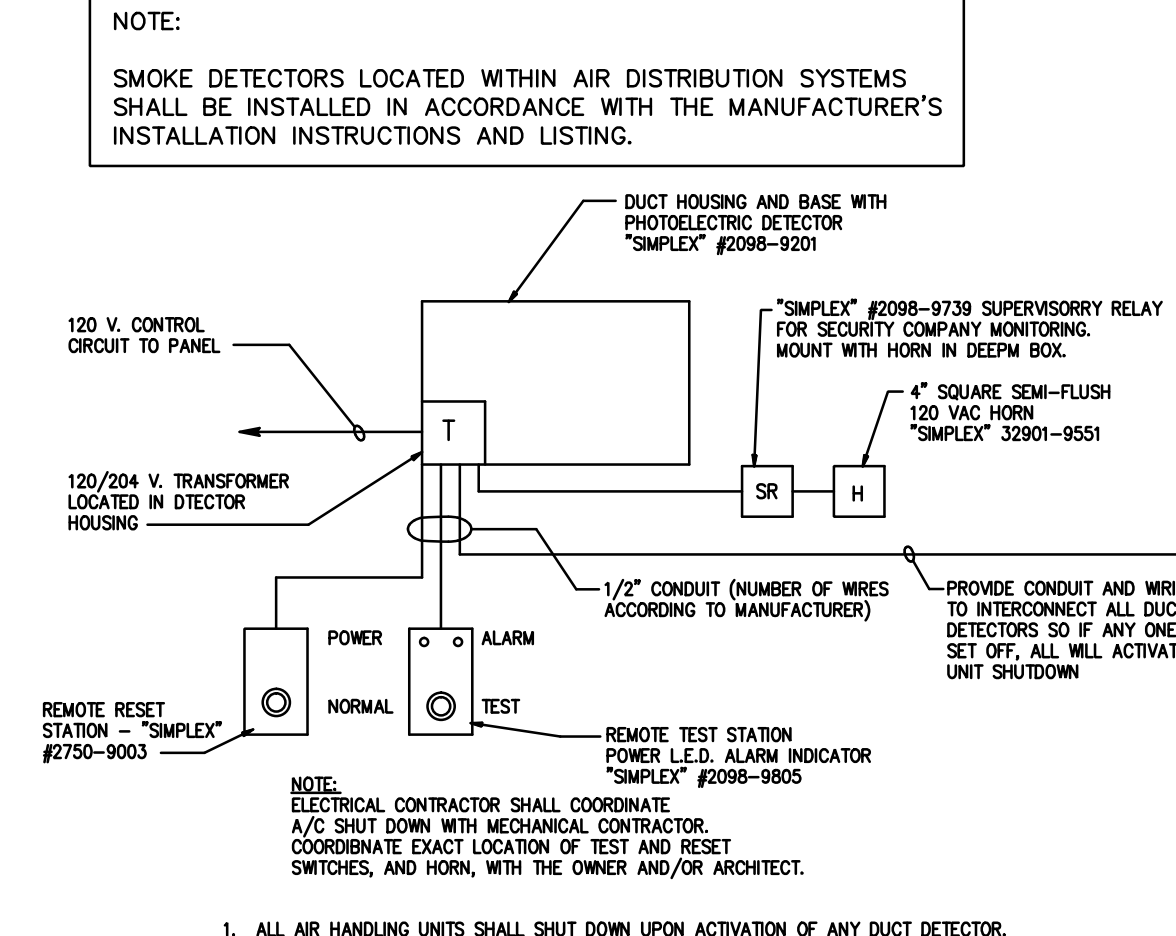 NOTE:
SMOKE DETECTORS LOCATED WITHIN AIR DISTRIBUTION SYSTEMS
SHALL BE INSTALLED IN ACCORDANCE WITH THE MANUFACTURER'S
INSTALLATION INSTRUCTIONS AND LISTING.
DUCT HOUSING AND BASE WITH
PHOTOELECTRIC DETECTOR
"SIMPLEX" #2098-9201
120 V. CONTROL
CIRCUIT TO PANEL
"SIMPLEX" #2098-9739 SUPERVISORRY RELAY
FOR SECURITY COMPANY MONITORING.
MOUNT WITH HORN IN DEEPM BOX.
4" SQUARE SEMI-FLUSH
120 VAC HORN
"SIMPLEX" 32901-9551
T
120/204 V. TRANSFORMER
LOCATED IN DTECTOR
HOUSING
SR
H
1/2" CONDUIT (NUMBER OF WIRES
ACCORDING TO MANUFACTURER)
PROVIDE CONDUIT AND WIRI
TO INTERCONNECT ALL DUC
DETECTORS SO IF ANY ONE
SET OFF, ALL WILL ACTIVAT
UNIT SHUTDOWN
POWER
ALARM
NORMAL
TEST
REMOTE RESET
STATION - "SIMPLEX"
#2750-9003
REMOTE TEST STATION
POWER L.E.D. ALARM INDICATOR
"SIMPLEX" #2098-9805
NOTE:
ELECTRICAL CONTRACTOR SHALL COORDINATE
A/C SHUT DOWN WITH MECHANICAL CONTRACTOR.
COORDIBNATE EXACT LOCATION OF TEST AND RESET
SWITCHES, AND HORN, WITH THE OWNER AND/OR ARCHITECT.
1. ALL AIR HANDLING UNITS SHALL SHUT DOWN UPON ACTIVATION OF ANY DUCT DETECTOR.